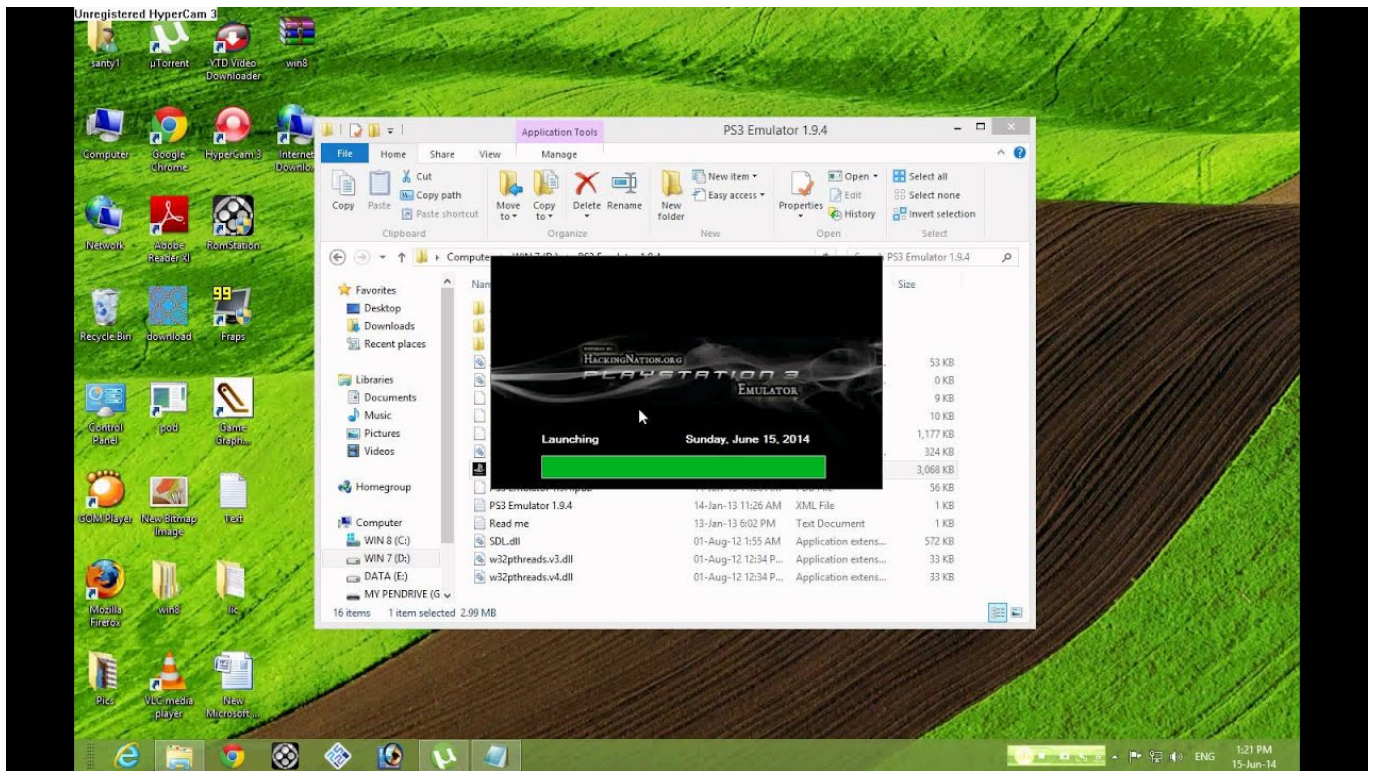 Unregistered HyperCam 3
santy1
µTorrent
YTD Video Downloader
win8
Computer
Google Chrome
HyperCam 3
Internet Downlo...
Network
Adobe Reader XI
RomStation
Recycle Bin
download
Fraps
Control Panel
ipod
Game Graph...
GOM Player
New Bitmap Image
Text
Mozilla Firefox
win8
lic
Pics
VLC media player
New Microsoft ...
Application Tools
PS3 Emulator 1.9.4
File Home Share View Manage
Copy
Paste
Cut
Copy path
Paste shortcut
Clipboard
Move to
Copy to
Delete
Rename
Organize
New folder
New item
Easy access
New
Properties
Open
Edit
History
Open
Select all
Select none
Invert selection
Select
PS3 Emulator 1.9.4
Size
Favorites
Desktop
Downloads
Recent places
Libraries
Documents
Music
Pictures
Videos
Homegroup
Computer
WIN 8 (C:)
WIN 7 (D:)
DATA (E:)
MY PENDRIVE (G
HackingNation.org
PLAYSTATION 3
Emulator
Launching Sunday, June 15, 2014
53 KB
0 KB
9 KB
10 KB
1,177 KB
324 KB
3,068 KB
56 KB
PS3 Emulator 1.9.4 14-Jan-13 11:26 AM XML File 1 KB
Read me 13-Jan-13 6:02 PM Text Document 1 KB
SDL.dll 01-Aug-12 1:55 AM Application extens... 572 KB
w32pthreads.v3.dll 01-Aug-12 12:34 P... Application extens... 33 KB
w32pthreads.v4.dll 01-Aug-12 12:34 P... Application extens... 33 KB
16 items 1 item selected 2.99 MB
ENG
1:21 PM
15-Jun-14